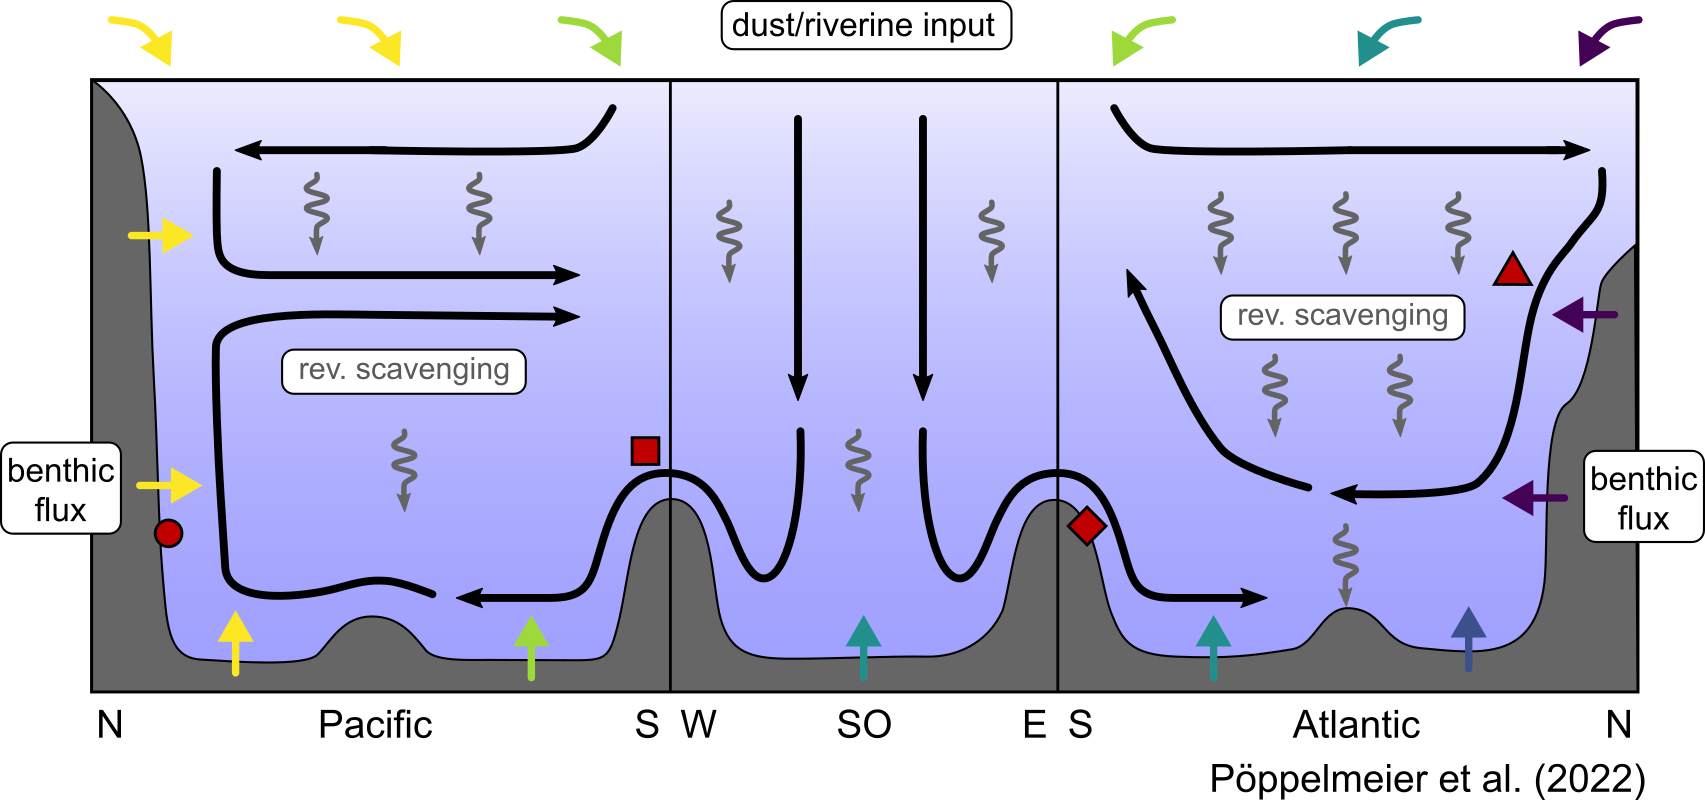 dust/riverine input
rev. scavenging
rev. scavenging
benthic
flux
benthic
flux
N Pacific S W SO E S Atlantic N
Pöppelmeier et al. (2022)